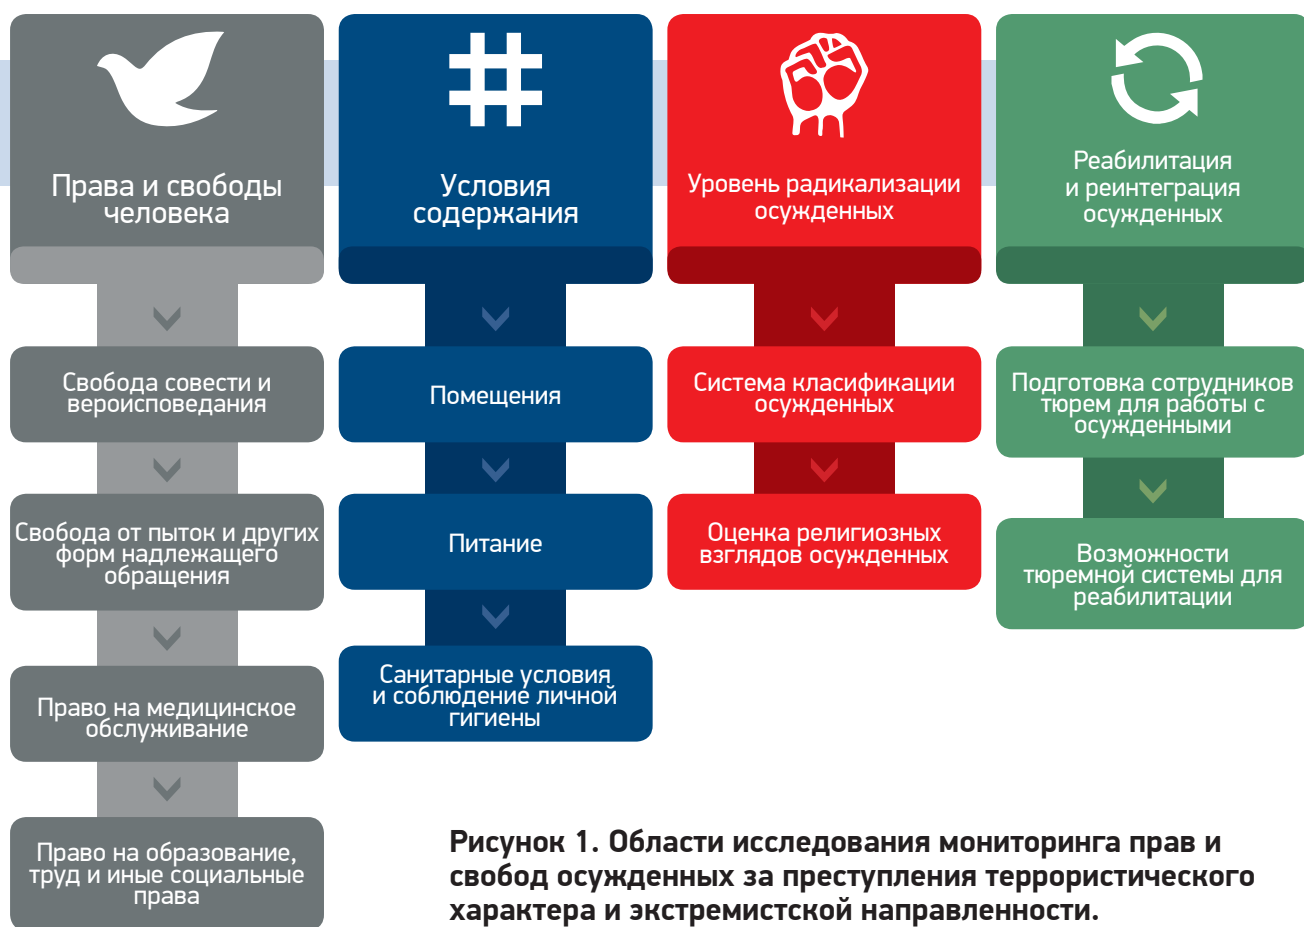 Права и свободы
человека
Свобода совести и
вероисповедания
Свобода от пыток и других
форм надлежащего
обращения
Право на медицинское
обслуживание
Право на образование,
труд и иные социальные
права
Условия
содержания
Помещения
Питание
Санитарные условия
и соблюдение личной
гигиены
Уровень радикализации
осужденных
Система класификации
осужденных
Оценка религиозных
взглядов осужденных
Реабилитация
и реинтеграция
осужденных
Подготовка сотрудников
тюрем для работы с
осужденными
Возможности
тюремной системы для
реабилитации
Рисунок 1. Области исследования мониторинга прав и
свобод осужденных за преступления террористического
характера и экстремистской направленности.